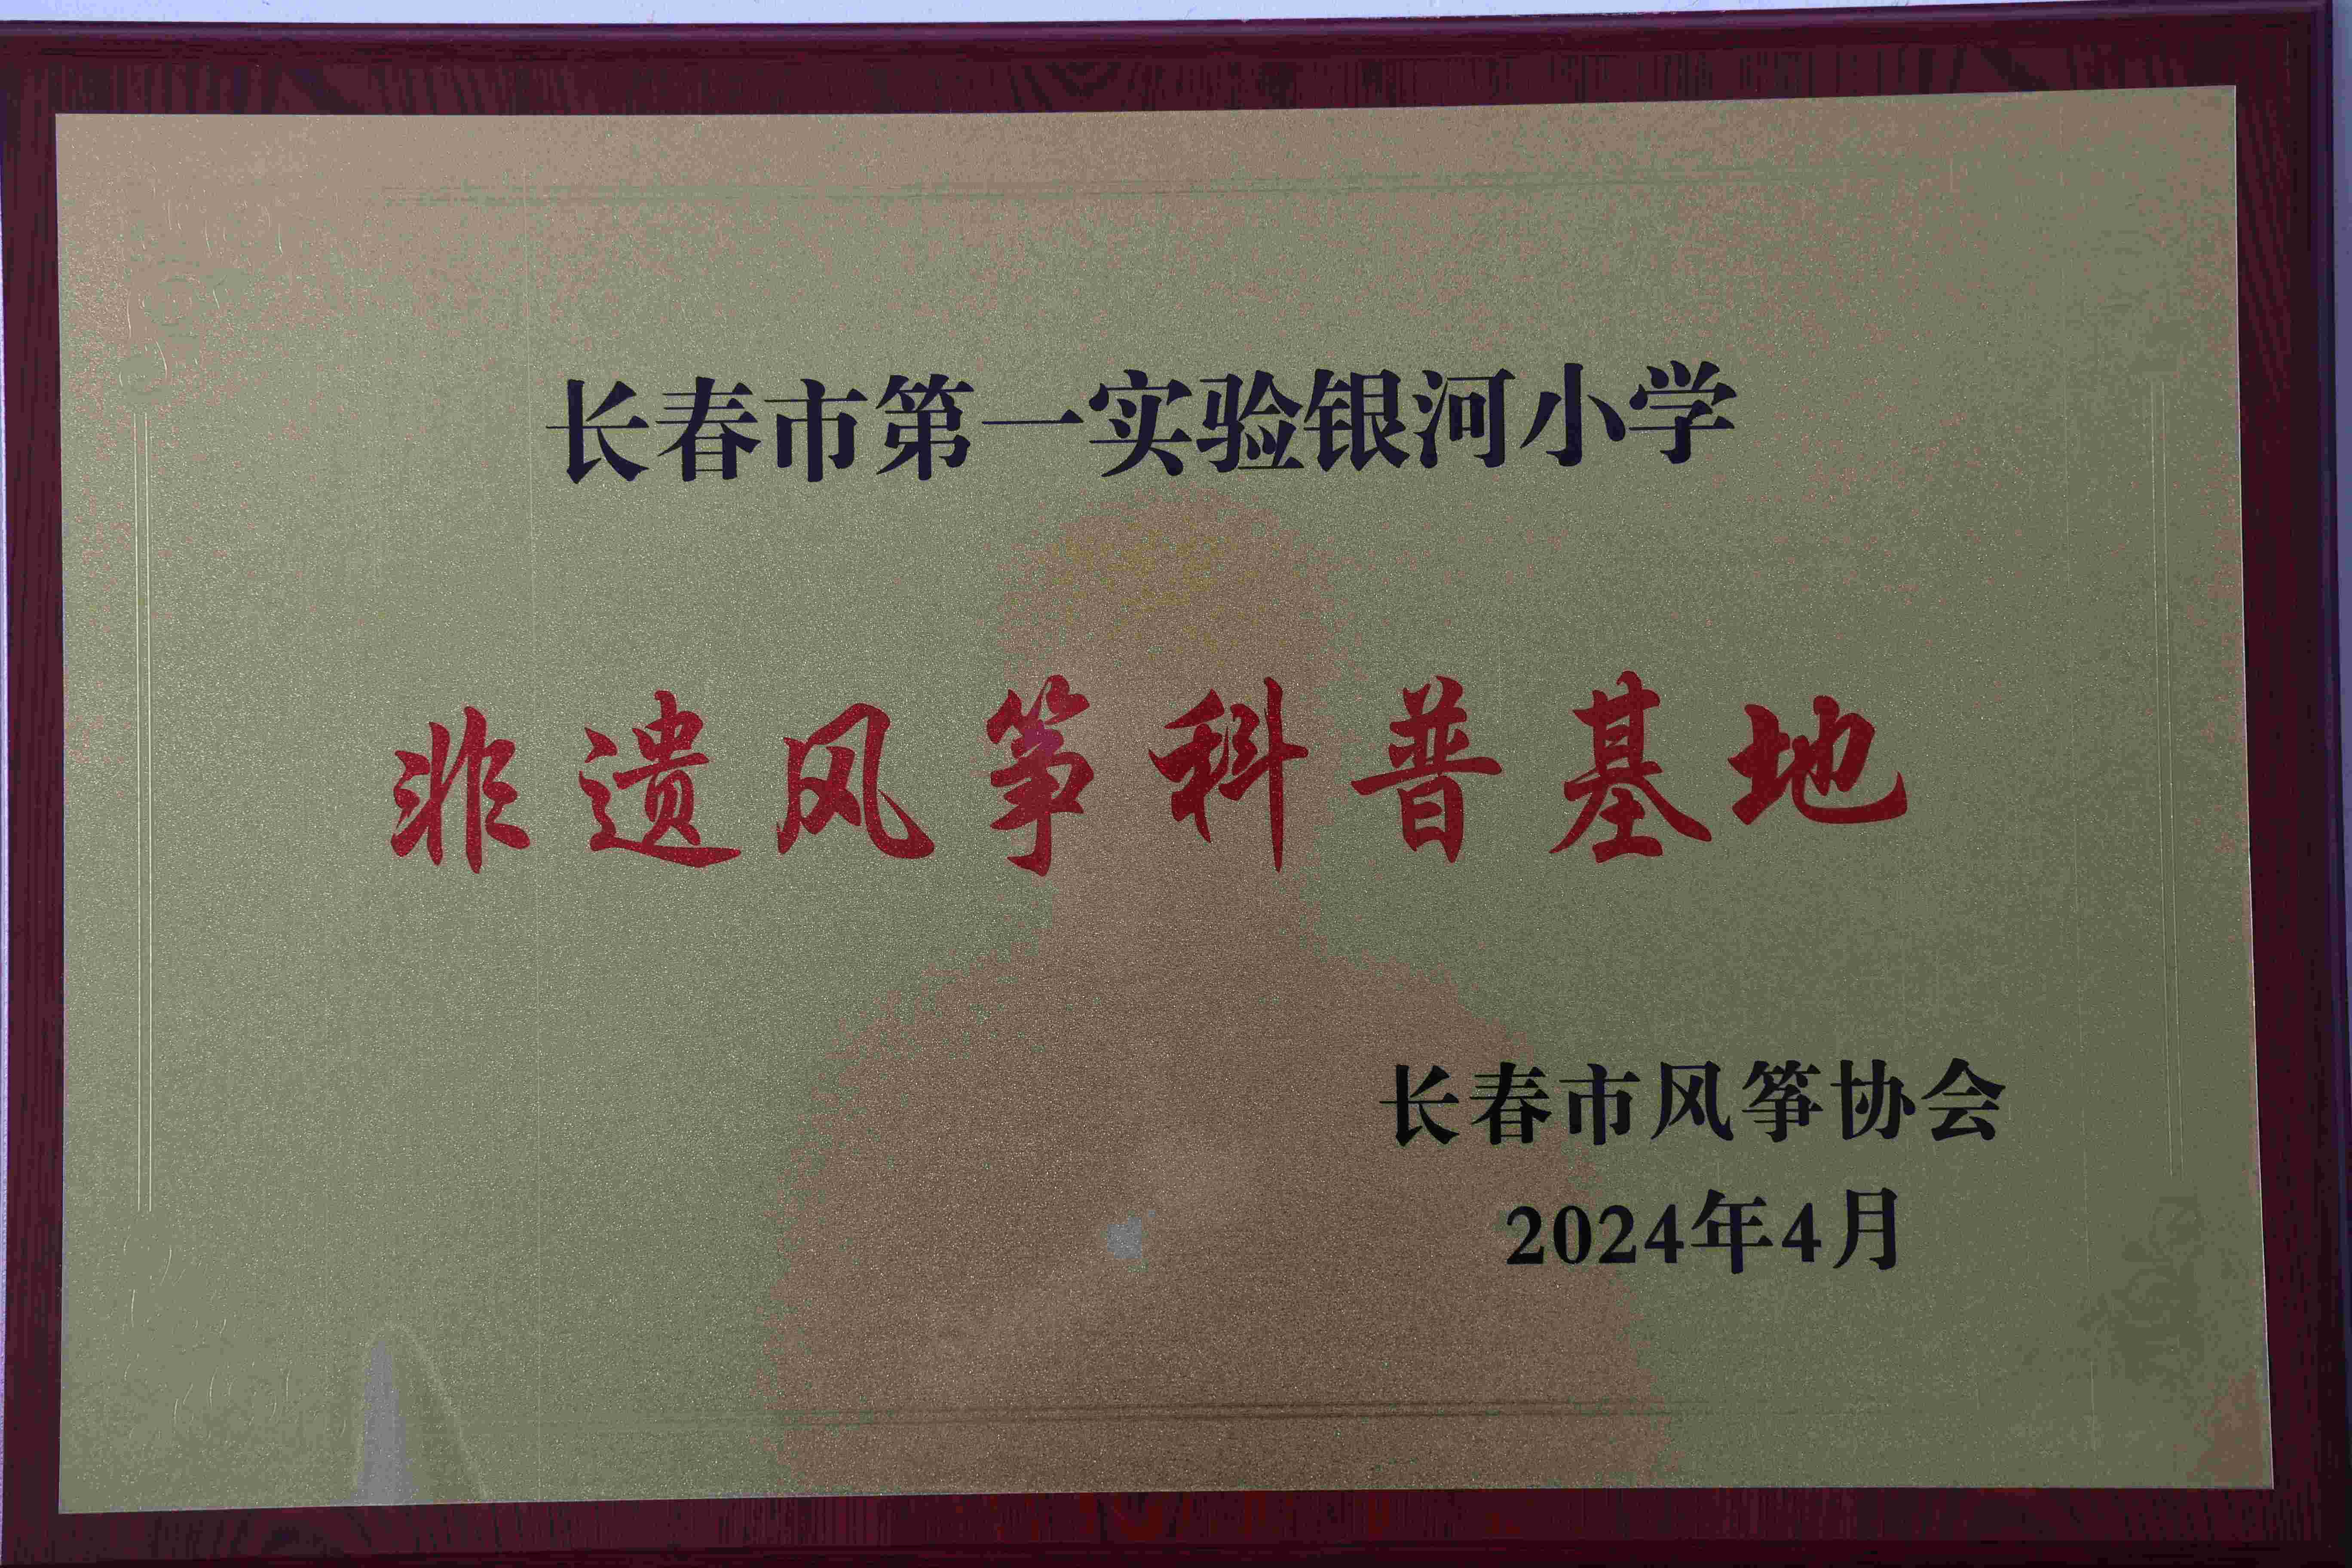 长春市第一实验银河小学
非遗风筝科普基地
长春市风筝协会
2024年4月